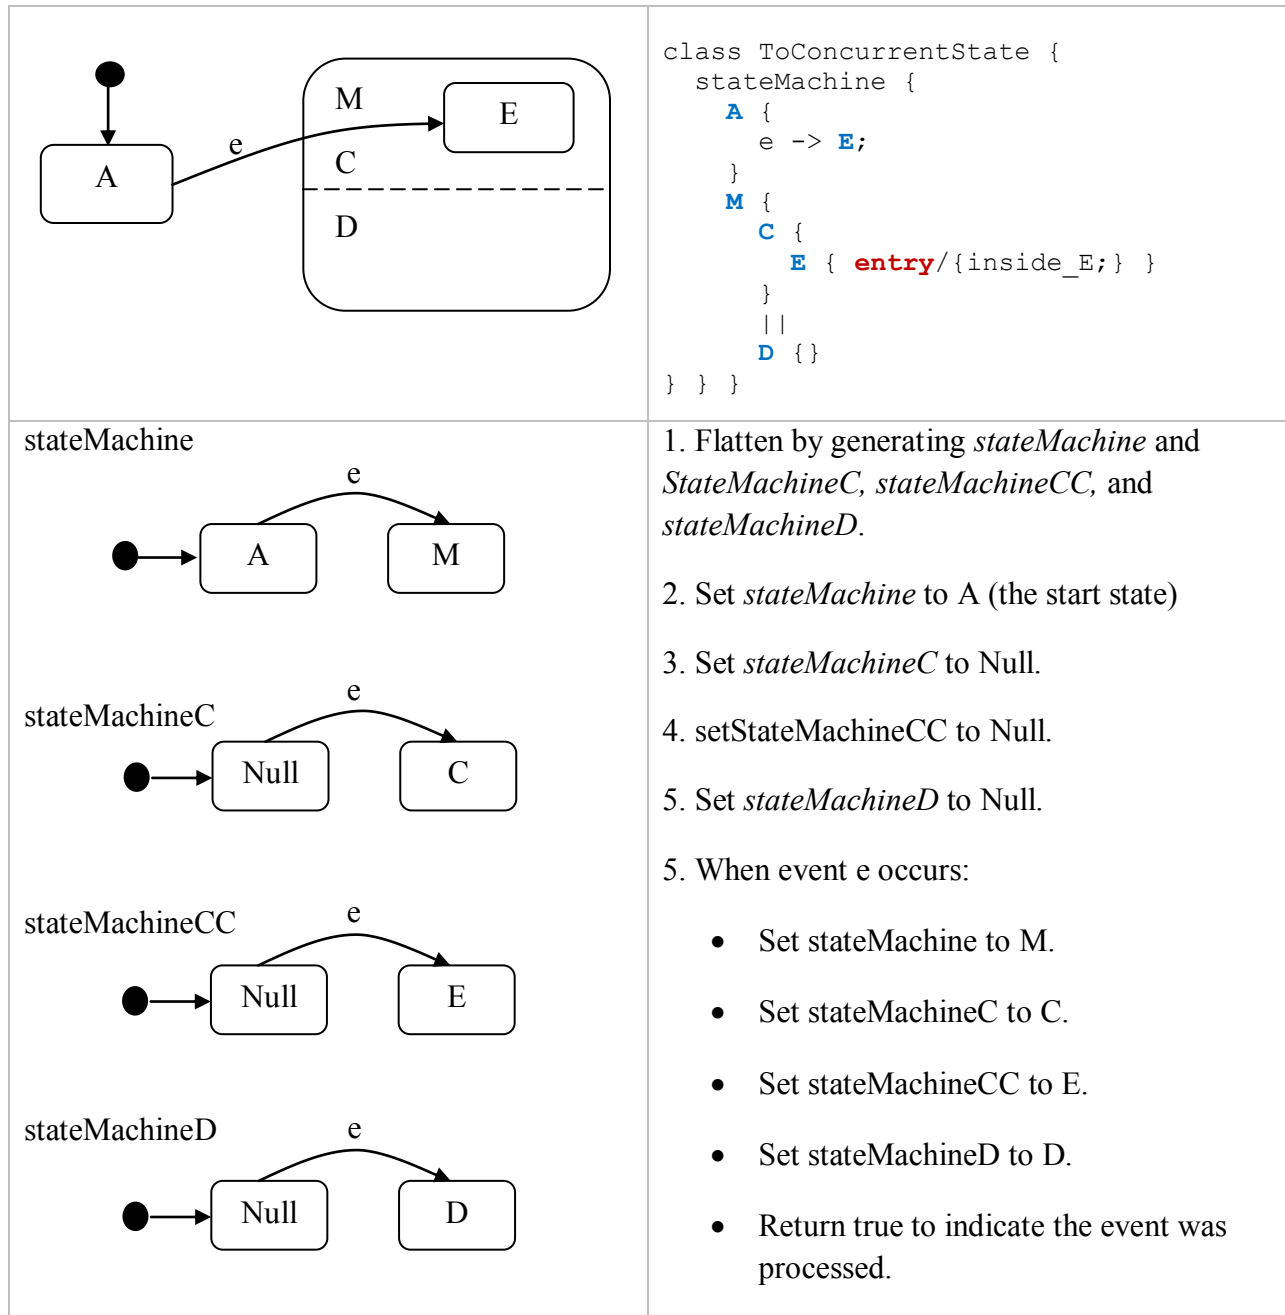 M
E
e
A
C
D
class ToConcurrentState {
stateMachine {
A {
e -> E;
}
M {
C {
E { entry/{inside_E;} }
}
||
D {}
} } }
stateMachine
e
A
M
stateMachineC
e
Null
C
stateMachineCC
e
Null
E
stateMachineD
e
Null
D
1. Flatten by generating stateMachine and
StateMachineC, stateMachineCC, and
stateMachineD.
2. Set stateMachine to A (the start state)
3. Set stateMachineC to Null.
4. setStateMachineCC to Null.
5. Set stateMachineD to Null.
5. When event e occurs:
• Set stateMachine to M.
• Set stateMachineC to C.
• Set stateMachineCC to E.
• Set stateMachineD to D.
• Return true to indicate the event was
processed.